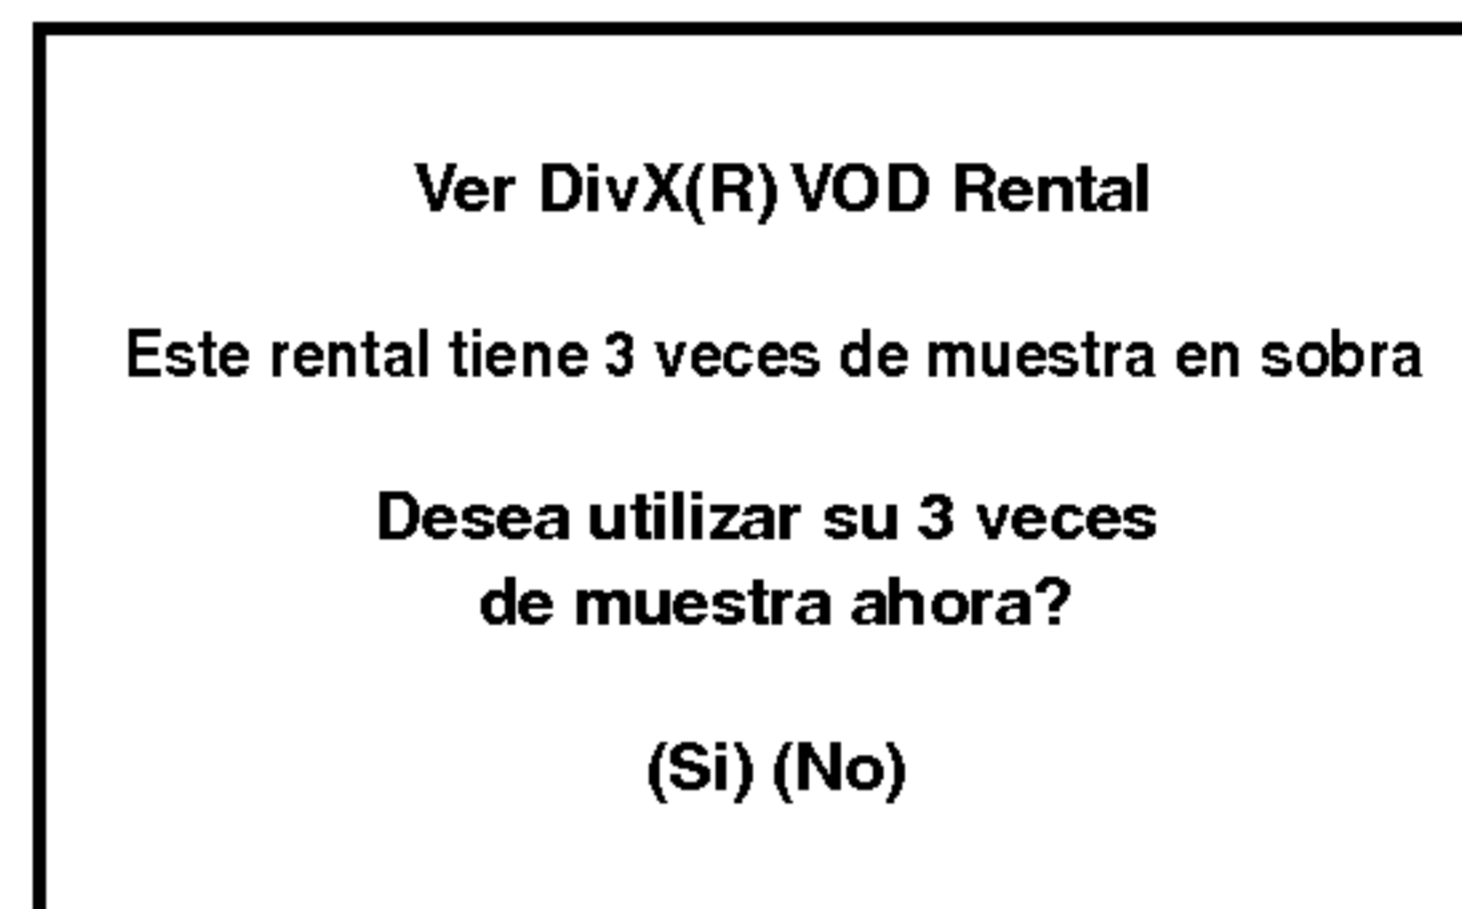 Ver DivX(R) VOD Rental
Este rental tiene 3 veces de muestra en sobra
Desea utilizar su 3 veces
de muestra ahora?
(Si) (No)